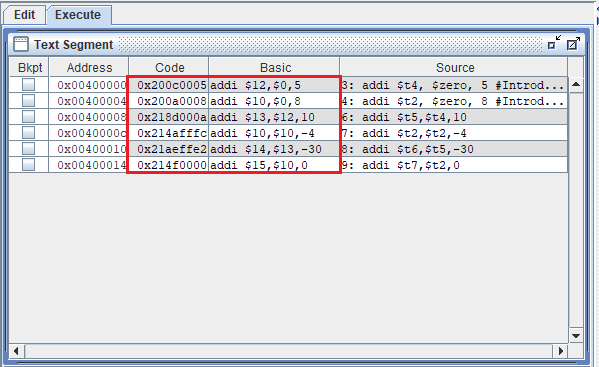 Edit Execute
Text Segment
Bkpt Address Code Basic Source
0x00400000 0x200c0005 addi $12,$0,5 3: addi $t4, $zero, 5 #Introd...
0x00400004 0x200a0008 addi $10,$0,8 4: addi $t2, $zero, 8 #Introd...
0x00400008 0x218d000a addi $13,$12,10 6: addi $t5,$t4,10
0x0040000c 0x214afffc addi $10,$10,-4 7: addi $t2,$t2,-4
0x00400010 0x21aeffe2 addi $14,$13,-30 8: addi $t6,$t5,-30
0x00400014 0x214f0000 addi $15,$10,0 9: addi $t7,$t2,0